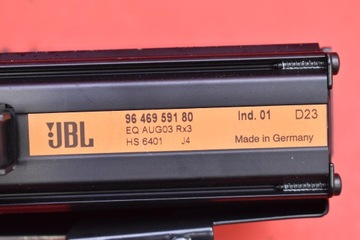 JBL
96 469 591 80 Ind. 01 D23
EQ AUG03 Rx3
HS 6401 J4 Made in Germany